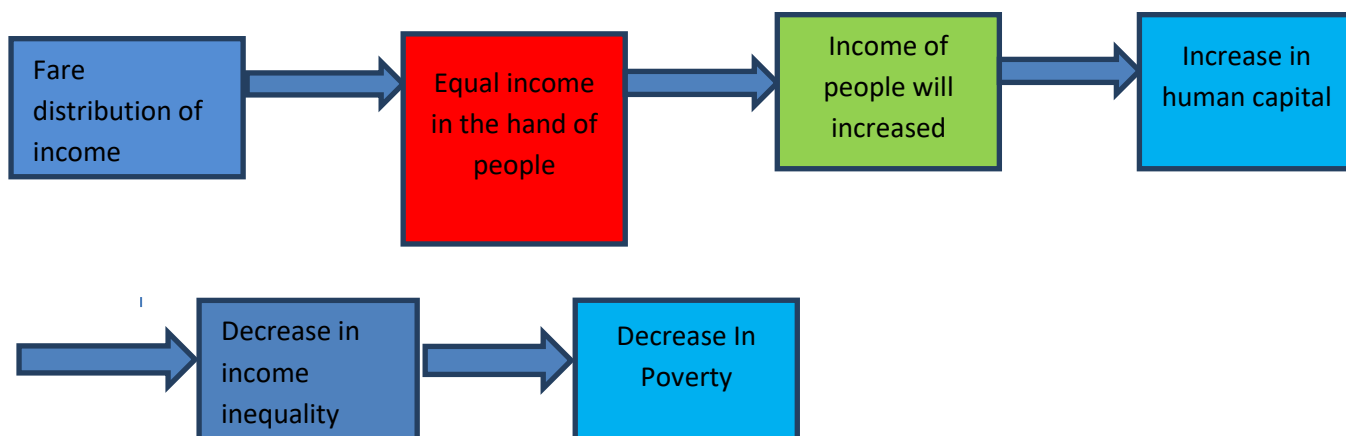 Fare
distribution of
income
Equal income
in the hand of
people
Income of
people will
increased
Increase in
human capital
Decrease in
income
inequality
Decrease In
Poverty